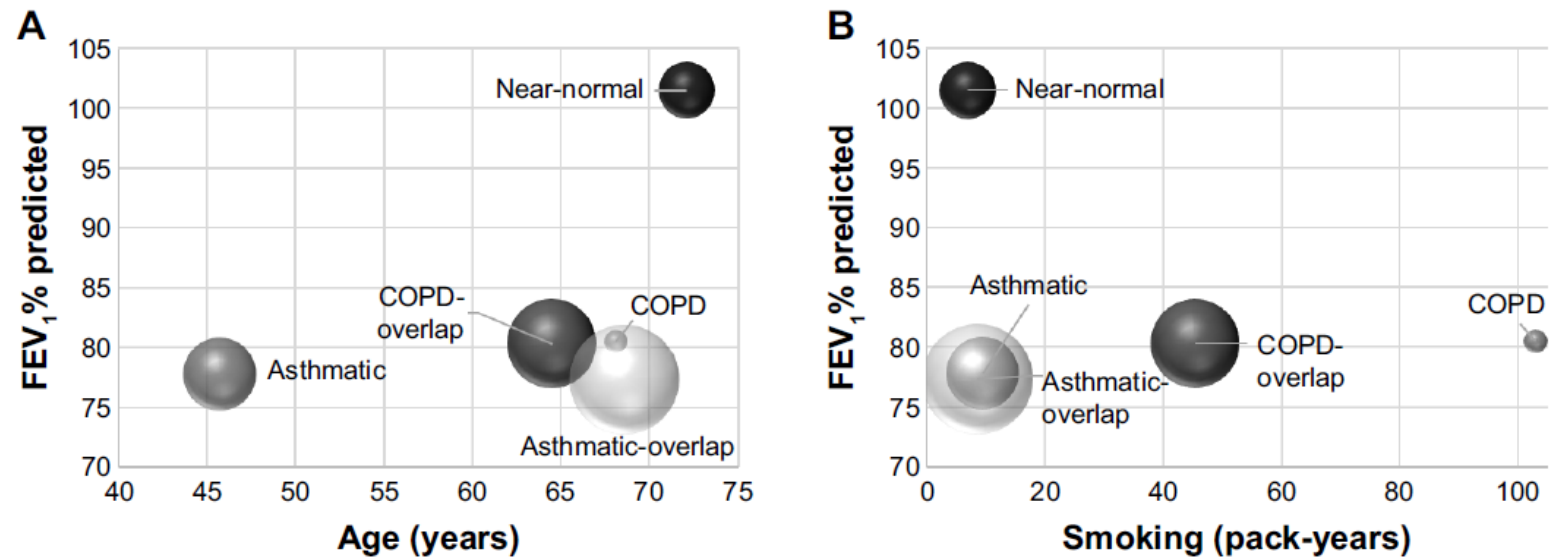 A
FEV₁% predicted
105
100
95
90
85
80
75
70
Near-normal
COPD-
overlap
COPD
Asthmatic
Asthmatic-overlap
40 45 50 55 60 65 70 75
Age (years)
B
FEV₁% predicted
105
100
95
90
85
80
75
70
Near-normal
Asthmatic
COPD
COPD-
overlap
Asthmatic-
overlap
0 20 40 60 80 100
Smoking (pack-years)